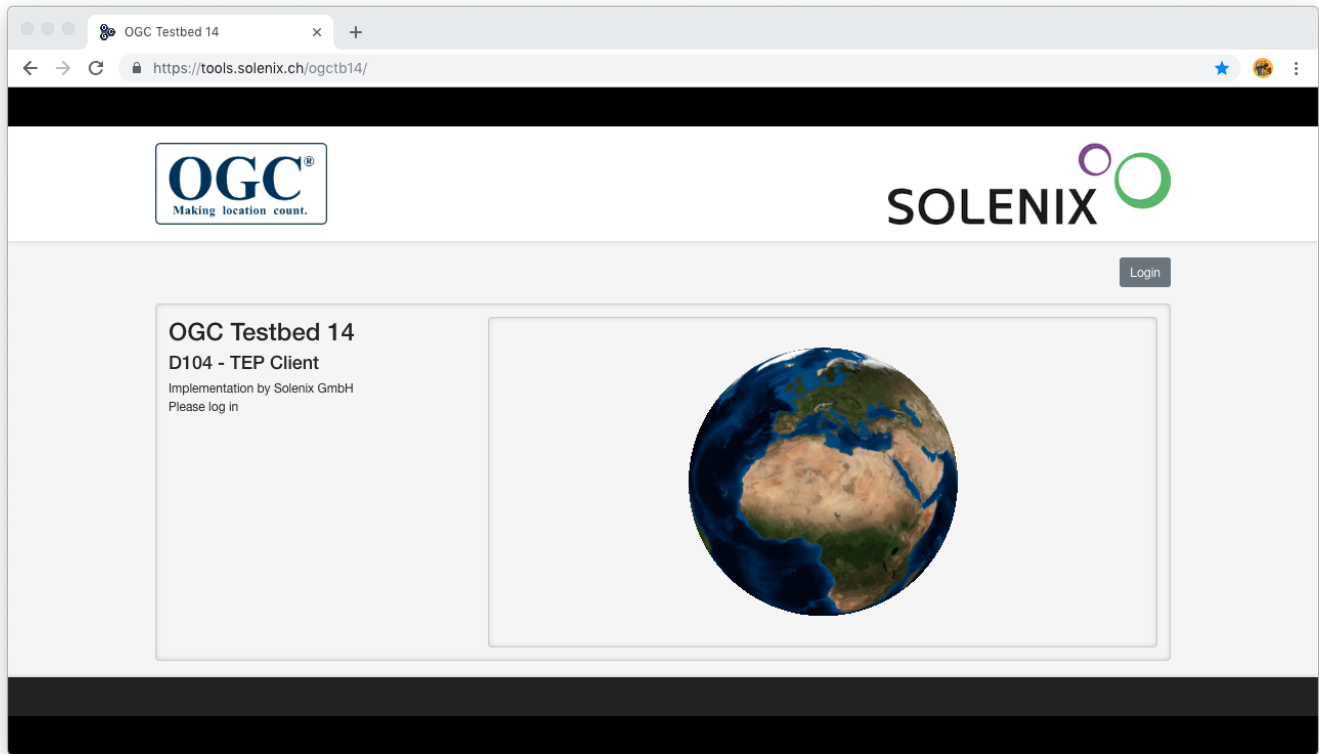 OGC Testbed 14
https://tools.solenix.ch/ogctb14/
OGC®
Making location count.
SOLENIX
Login
OGC Testbed 14
D104 - TEP Client
Implementation by Solenix GmbH
Please log in